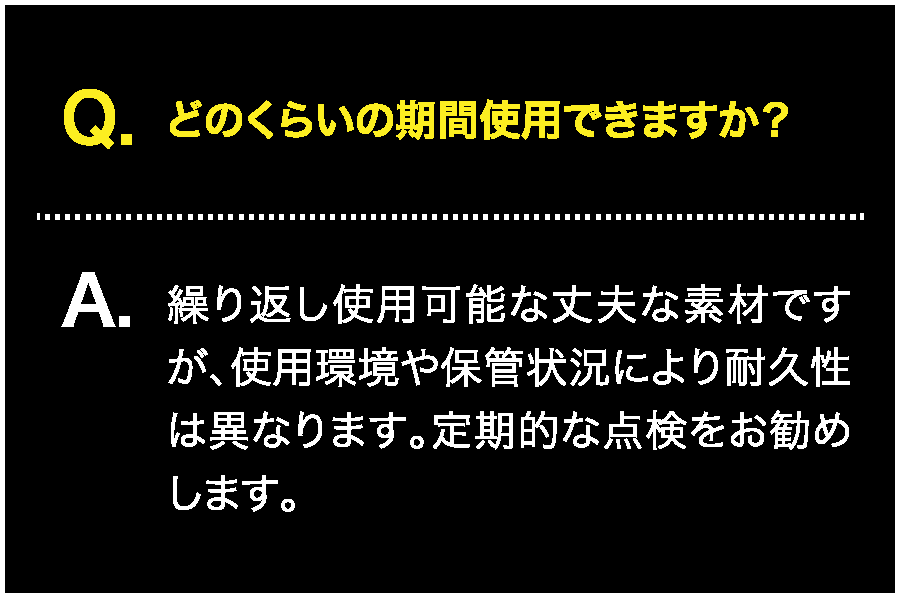 Q. どのくらいの期間使用できますか？
A. 繰り返し使用可能な丈夫な素材です
が、使用環境や保管状況により耐久性
は異なります。定期的な点検をお勧め
します。